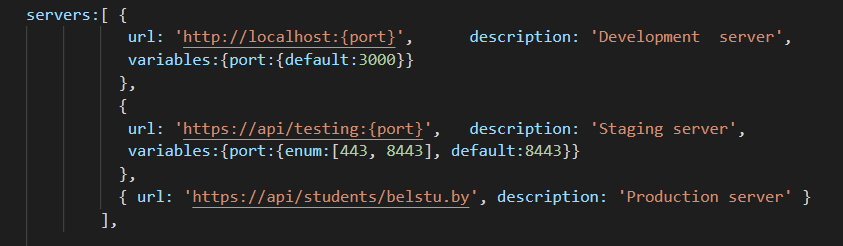 servers:[ {
url: 'http://localhost:{port}',      description: 'Development  server',
variables:{port:{default:3000}}
},
{
url: 'https://api/testing:{port}',   description: 'Staging server',
variables:{port:{enum:[443, 8443], default:8443}}
},
{ url: 'https://api/students/belstu.by', description: 'Production server' }
],